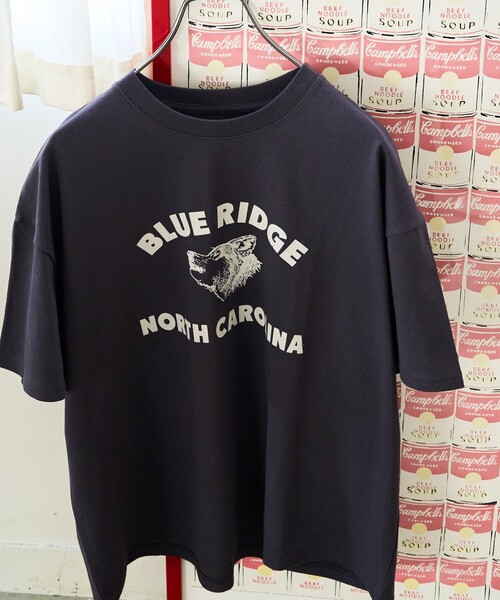 BLUE RIDGE
NORTH CAROLINA
Campbell's
CONDENSED
BEEF
NOODLE
SOUP